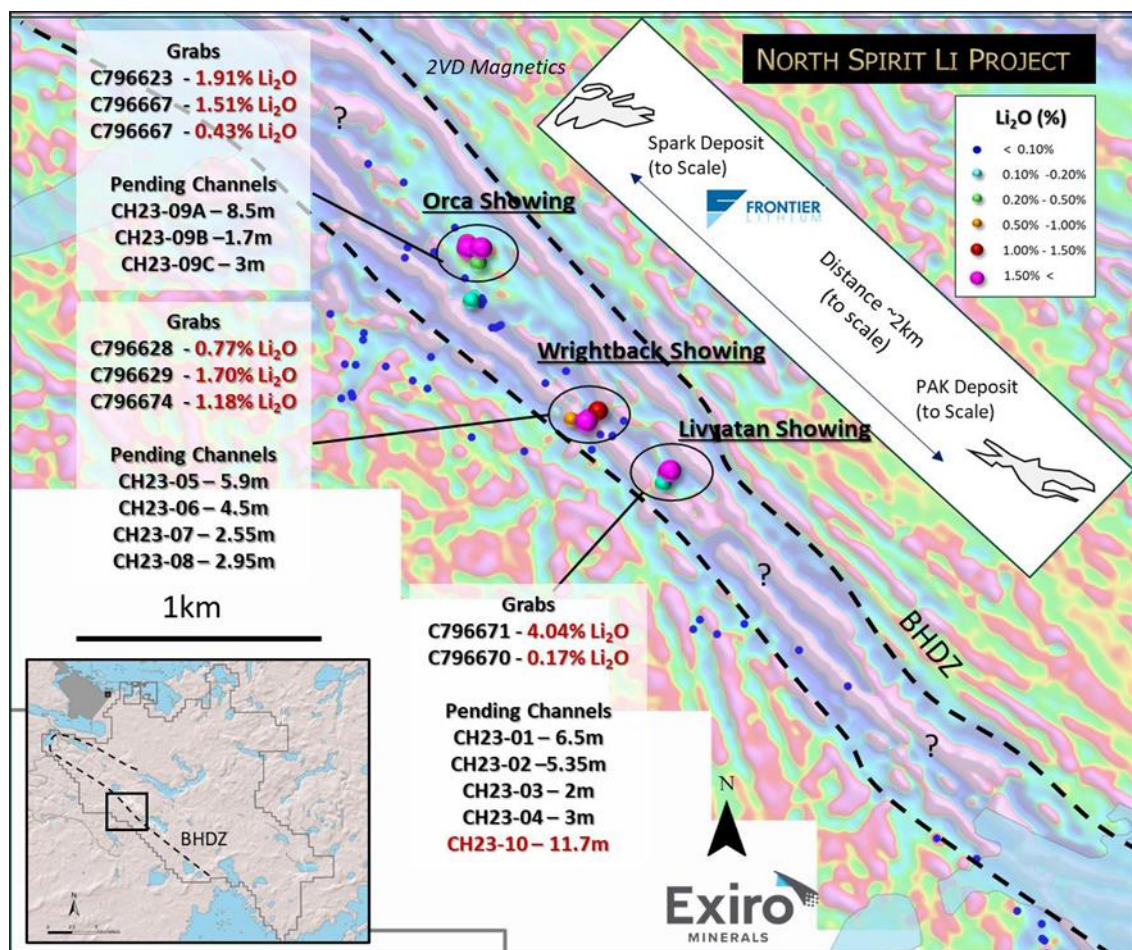 NORTH SPIRIT LI PROJECT
2VD Magnetics
Grabs
C796623 - 1.91% Li₂O
C796667 - 1.51% Li₂O
C796667 - 0.43% Li₂O
Pending Channels
CH23-09A – 8.5m
CH23-09B –1.7m
CH23-09C – 3m
?
Orca Showing
Spark Deposit
(to Scale)
FRONTIER
LITHIUM
Distance ~2km
(to scale)
PAK Deposit
(to Scale)
Li₂O (%)
< 0.10%
0.10% -0.20%
0.20% - 0.50%
0.50% -1.00%
1.00% - 1.50%
1.50% <
Grabs
C796628 - 0.77% Li₂O
C796629 - 1.70% Li₂O
C796674 - 1.18% Li₂O
Pending Channels
CH23-05 – 5.9m
CH23-06 – 4.5m
CH23-07 – 2.55m
CH23-08 – 2.95m
Wrightback Showing
Livyatan Showing
1km
Grabs
C796671 - 4.04% Li₂O
C796670 - 0.17% Li₂O
Pending Channels
CH23-01 – 6.5m
CH23-02 –5.35m
CH23-03 – 2m
CH23-04 – 3m
CH23-10 – 11.7m
?
BHDZ
?
N
BHDZ
N
Exiro
MINERALS